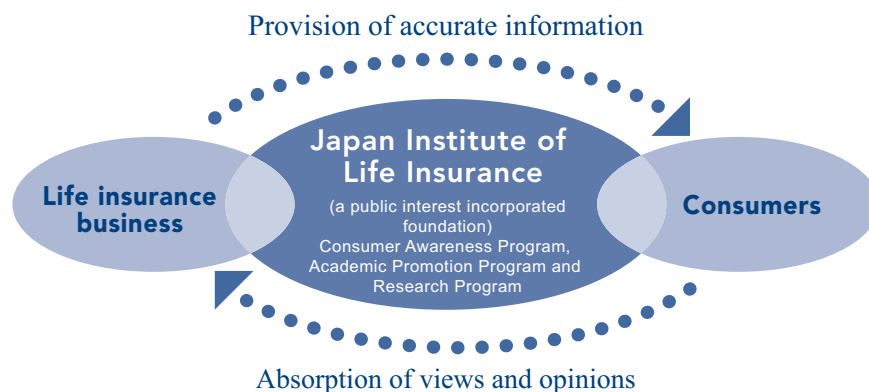 Provision of accurate information
Japan Institute of
Life Insurance
(a public interest incorporated
foundation)
Consumer Awareness Program,
Academic Promotion Program and
Research Program
Life insurance
business
Consumers
Absorption of views and opinions